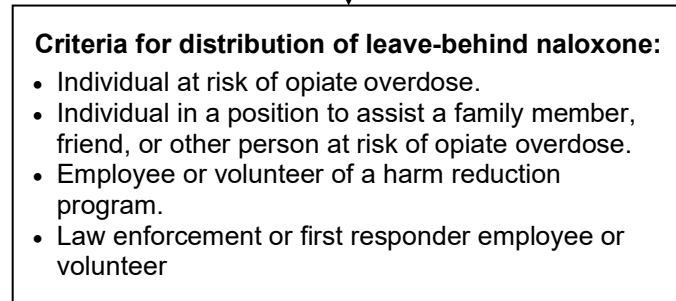 Criteria for distribution of leave-behind naloxone:
• Individual at risk of opiate overdose.
• Individual in a position to assist a family member,
friend, or other person at risk of opiate overdose.
• Employee or volunteer of a harm reduction
program.
• Law enforcement or first responder employee or
volunteer